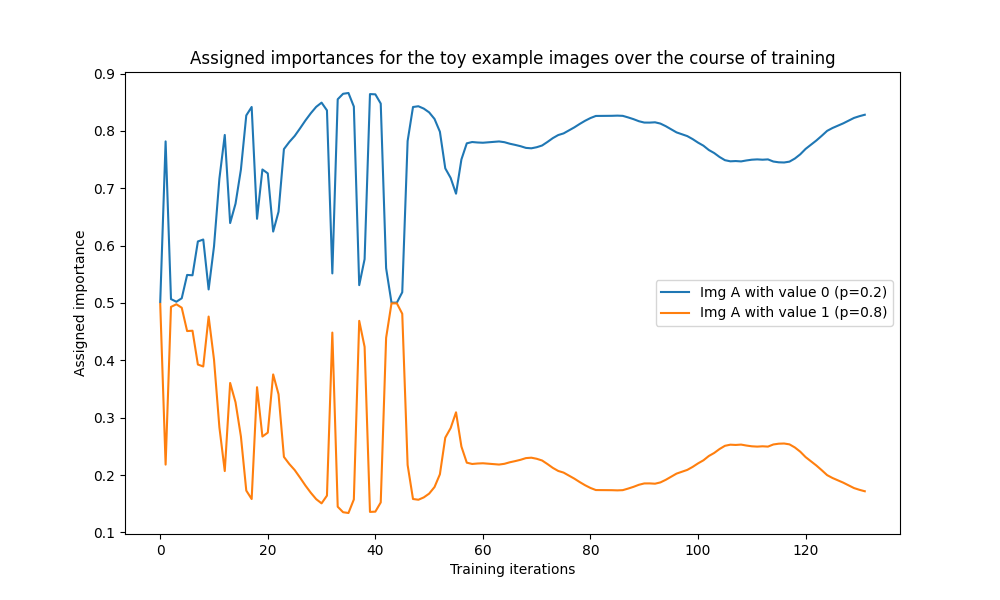 Assigned importances for the toy example images over the course of training
0.9
0.8
0.7
0.6
0.5
0.4
0.3
0.2
0.1
Assigned importance
Img A with value 0 (p=0.2)
Img A with value 1 (p=0.8)
0 20 40 60 80 100 120
Training iterations